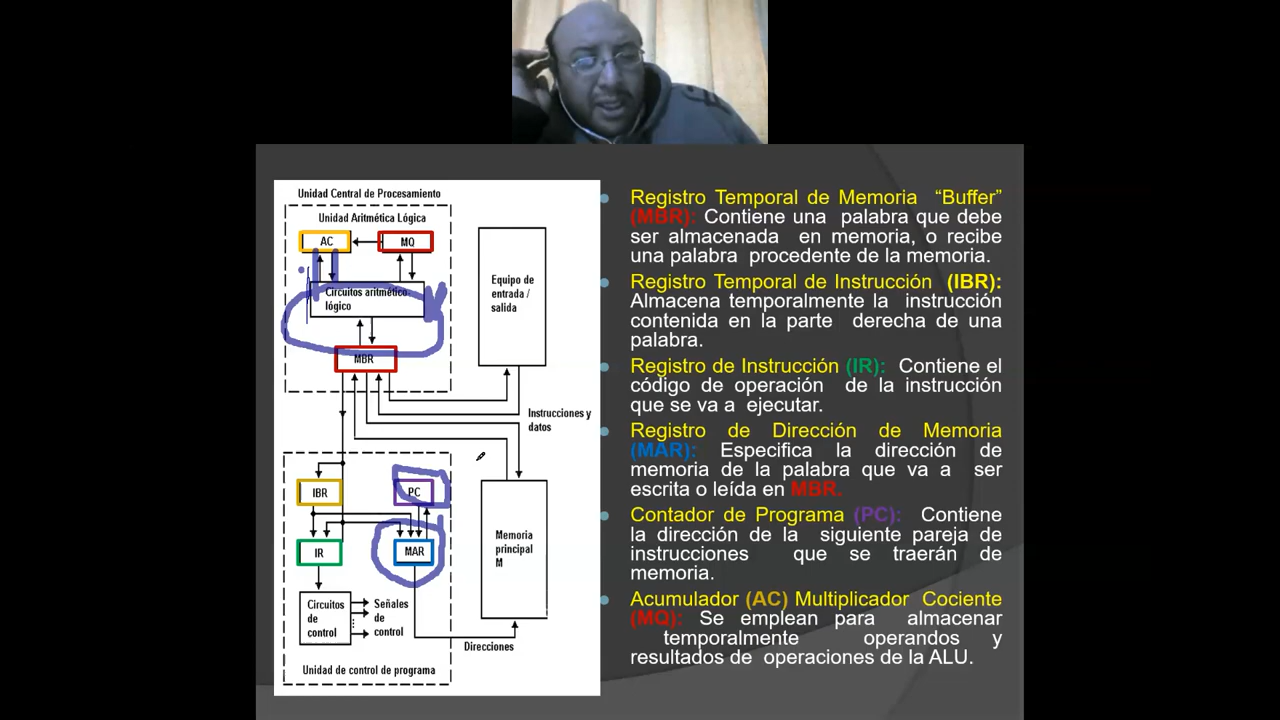 Unidad Central de Procesamiento
Unidad Aritmética Lógica
AC
MQ
Circuitos aritmético
lógico
MBR
Equipo de
entrada /
salida
Instrucciones y
datos
IBR
PC
IR
MAR
Memoria
principal
M
Circuitos
de
control
Señales
de
control
Direcciones
Unidad de control de programa
Registro Temporal de Memoria "Buffer"
(MBR): Contiene una palabra que debe
ser almacenada en memoria, o recibe
una palabra procedente de la memoria.
Registro Temporal de Instrucción (IBR):
Almacena temporalmente la instrucción
contenida en la parte derecha de una
palabra.
Registro de Instrucción (IR): Contiene el
código de operación de la instrucción
que se va a ejecutar.
Registro de Dirección de Memoria
(MAR): Especifica la dirección de
memoria de la palabra que va a ser
escrita o leída en MBR.
Contador de Programa (PC): Contiene
la dirección de la siguiente pareja de
instrucciones que se traerán de
memoria.
Acumulador (AC) Multiplicador Cociente
(MQ): Se emplean para almacenar
temporalmente operandos y
resultados de operaciones de la ALU.